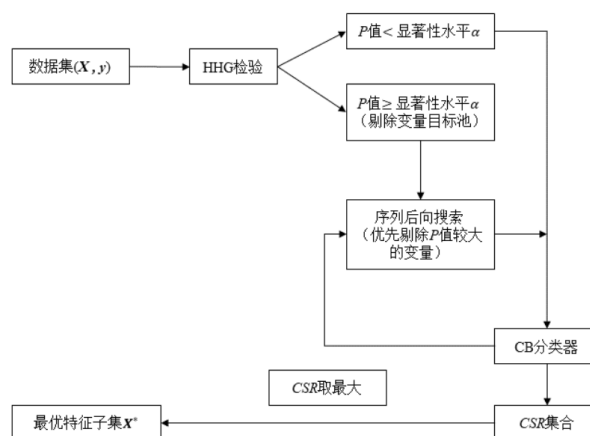 P值< 显著性水平α
数据集(X , y)
HHG检验
P值≥ 显著性水平α
（剔除变量目标池）
序列后向搜索
（优先剔除P值较大
的变量）
CB分类器
CSR取最大
最优特征子集X*
CSR集合